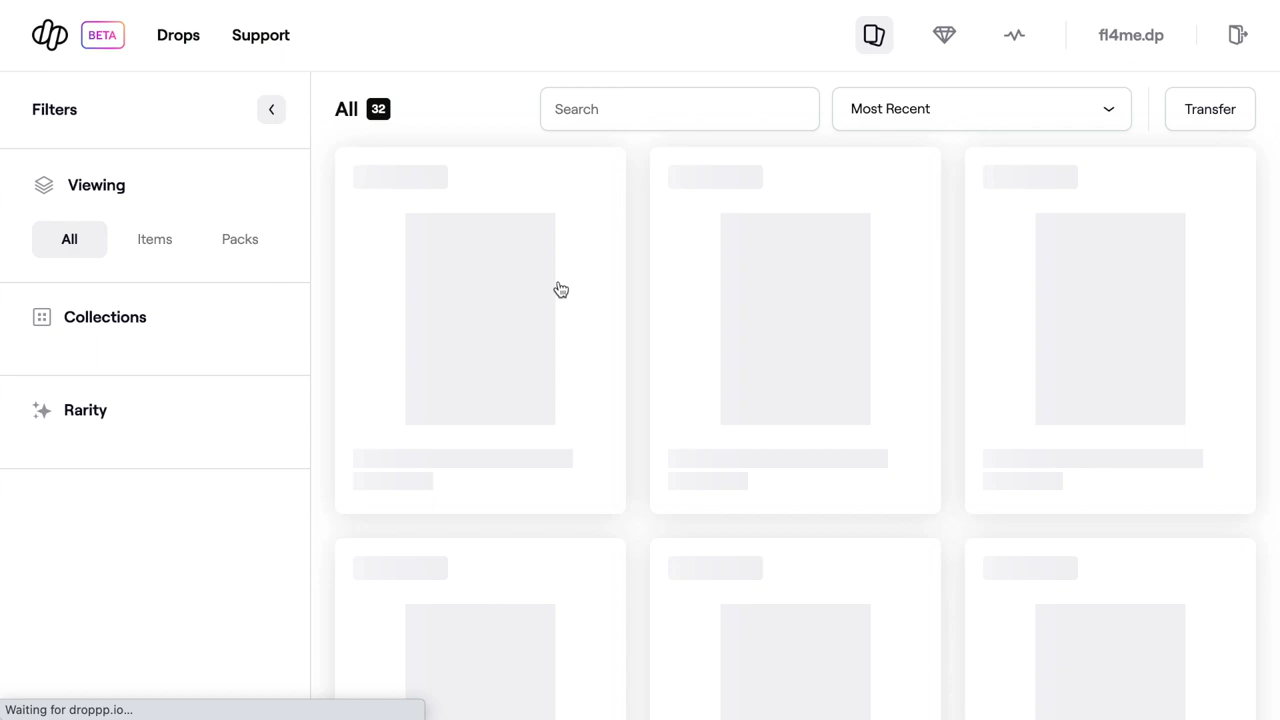 BETA
Drops
Support
fl4me.dp
Filters
All 32
Search
Most Recent
Transfer
Viewing
All
Items
Packs
Collections
Rarity
Waiting for droppp.io...